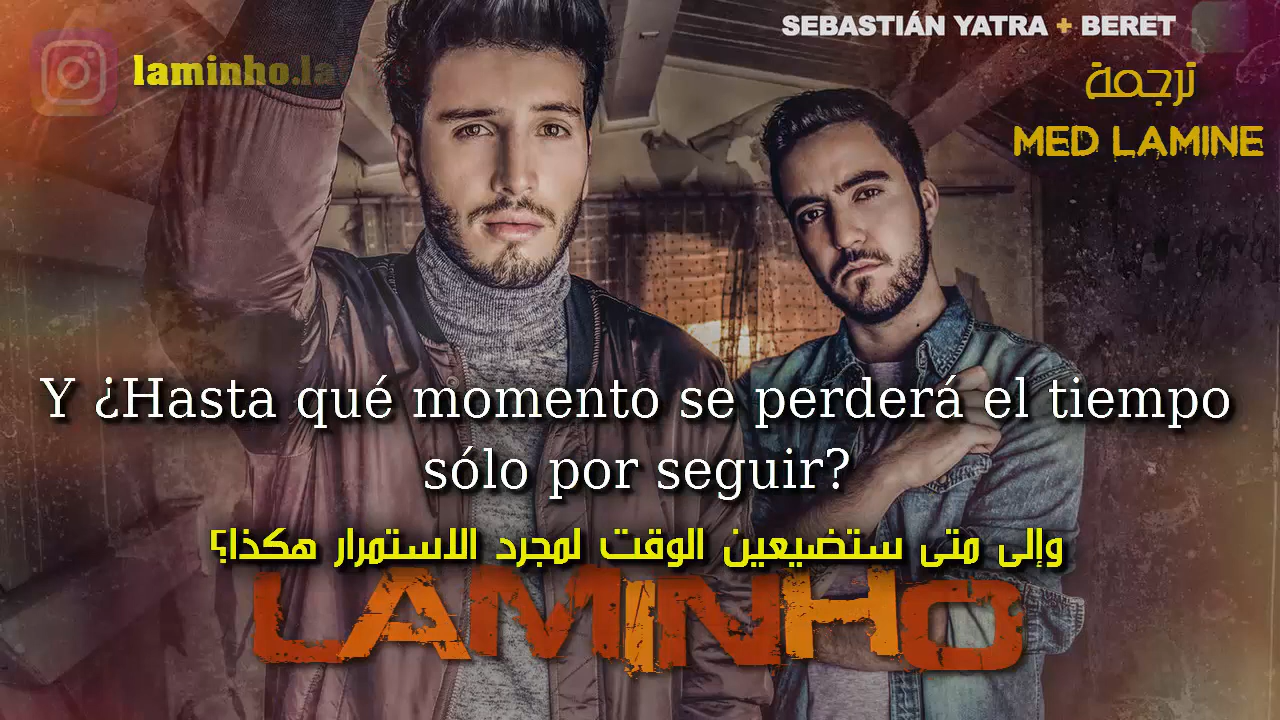 SEBASTIÁN YATRA + BERET
laminho.la
ترجمة
MED LAMINE
Y ¿Hasta qué momento se perderá el tiempo
sólo por seguir?
وإلى متى ستضيعين الوقت لمجرد الاستمرار هكذا؟
LAMINHO